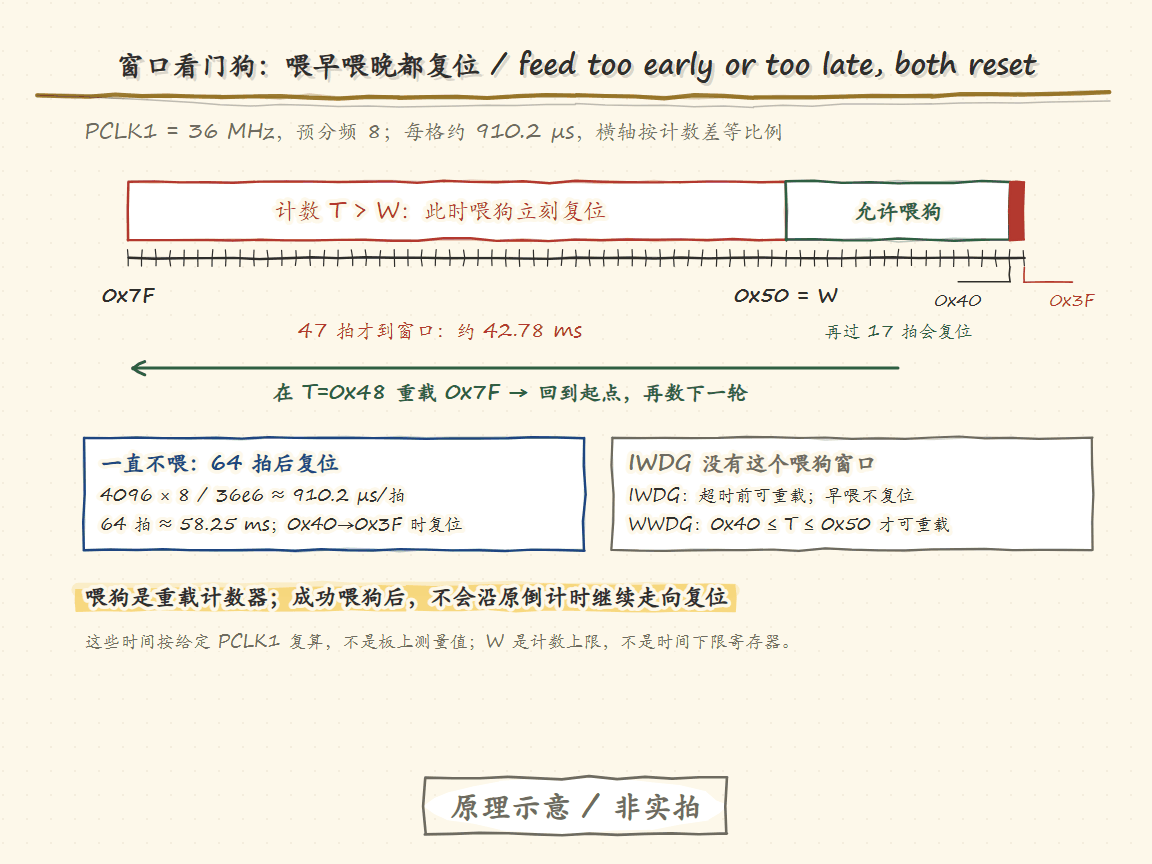 窗口看门狗：喂早喂晚都复位 / feed too early or too late, both reset
PCLK1 = 36 MHz，预分频 8；每格约 910.2 µs，横轴按计数差等比例
计数 T > W：此时喂狗立刻复位
允许喂狗
0x7F
0x50 = W
0x40
0x3F
47 拍才到窗口：约 42.78 ms
再过 17 拍会复位
在 T=0x48 重载 0x7F → 回到起点，再数下一轮
一直不喂：64 拍后复位
4096 × 8 / 36e6 ≈ 910.2 µs/拍
64 拍 ≈ 58.25 ms；0x40→0x3F 时复位
IWDG 没有这个喂狗窗口
IWDG：超时前可重载；早喂不复位
WWDG：0x40 ≤ T ≤ 0x50 才可重载
喂狗是重载计数器；成功喂狗后，不会沿原倒计时继续走向复位
这些时间按给定 PCLK1 复算，不是板上测量值；W 是计数上限，不是时间下限寄存器。
原理示意 / 非实拍